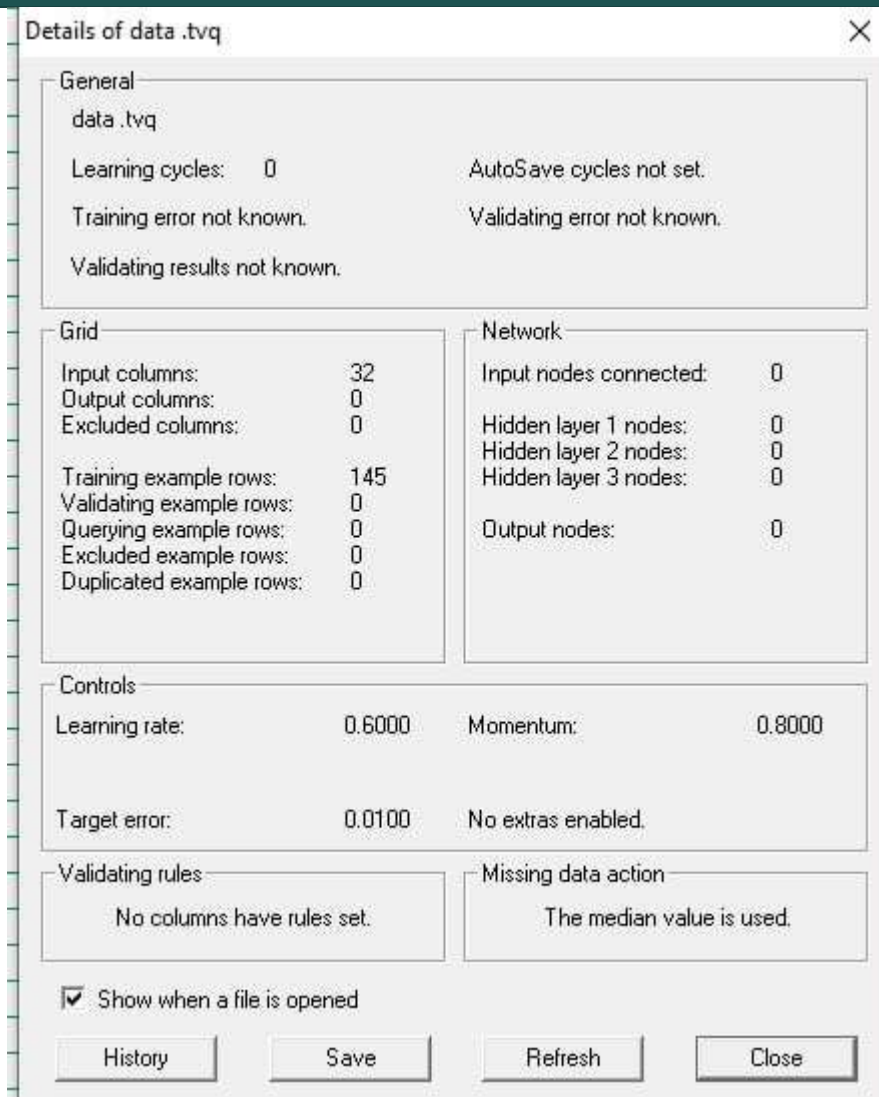 Details of data .tvq
General
data .tvq
Learning cycles: 0 AutoSave cycles not set.
Training error not known. Validating error not known.
Validating results not known.
Grid
Input columns: 32
Output columns: 0
Excluded columns: 0
Training example rows: 145
Validating example rows: 0
Querying example rows: 0
Excluded example rows: 0
Duplicated example rows: 0
Network
Input nodes connected: 0
Hidden layer 1 nodes: 0
Hidden layer 2 nodes: 0
Hidden layer 3 nodes: 0
Output nodes: 0
Controls
Learning rate: 0.6000 Momentum: 0.8000
Target error: 0.0100 No extras enabled.
Validating rules
No columns have rules set.
Missing data action
The median value is used.
Show when a file is opened
History Save Refresh Close